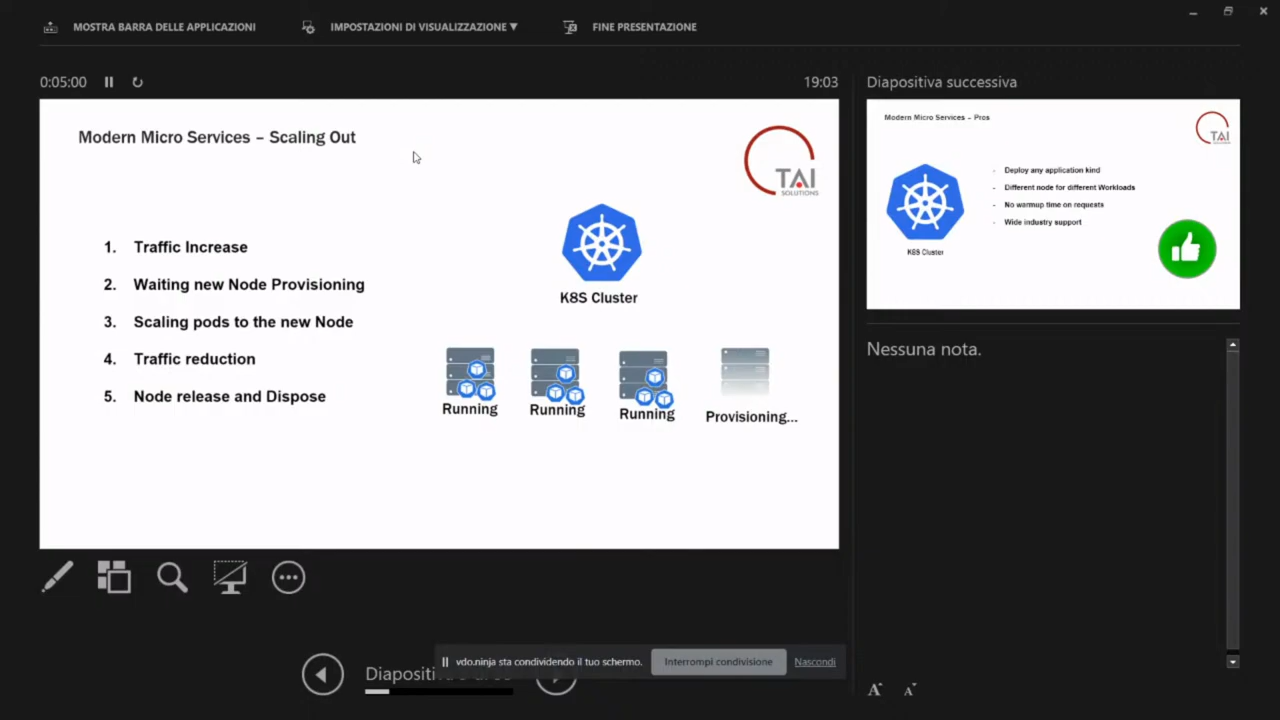 MOSTRA BARRA DELLE APPLICAZIONI
IMPOSTAZIONI DI VISUALIZZAZIONE ▼
FINE PRESENTAZIONE
0:05:00
19:03
Modern Micro Services – Scaling Out
TAI
SOLUTIONS
1. Traffic Increase
2. Waiting new Node Provisioning
3. Scaling pods to the new Node
4. Traffic reduction
5. Node release and Dispose
K8S Cluster
Running
Running
Running
Provisioning...
Diapositiva successiva
Modern Micro Services – Pros
TAI
SOLUTIONS
- Deploy any application kind
- Different node for different Workloads
- No warmup time on requests
- Wide industry support
K8S Cluster
Nessuna nota.
vdo.ninja sta condividendo il tuo schermo.
Interrompi condivisione
Nascondi
A
A